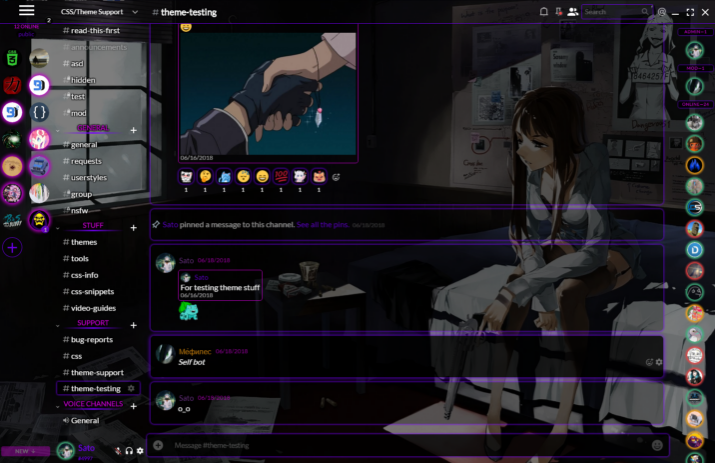 2
CSS/Theme Support
# theme-testing
Search
# read-this-first
# announcements
# asd
# hidden
# test
# mod
GENERAL
# general
# requests
# userstyles
# group
# nsfw
STUFF
# themes
# tools
# css-info
# css-snippets
# video-guides
SUPPORT
# bug-reports
# css
# theme-support
# theme-testing
VOICE CHANNELS
General
NEW
Sato
06/16/2018
1 1 1 1 1 1 1 1
Sato pinned a message to this channel. See all the pins. 06/18/2018
Sato 06/18/2018
Sato
For testing theme stuff
06/16/2018
Мефилес 06/18/2018
Self bot
Sato 06/18/2018
o_o
Message #theme-testing